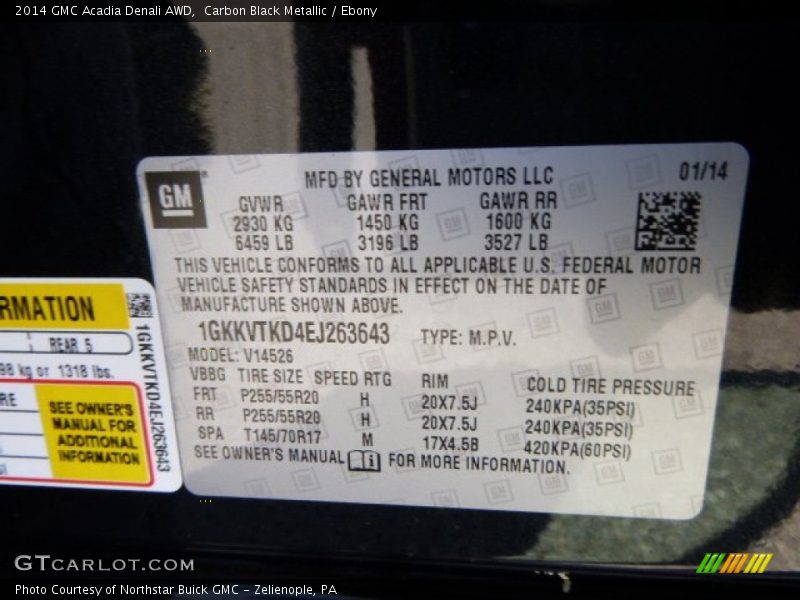 2014 GMC Acadia Denali AWD,  Carbon Black Metallic / Ebony
GM
MFD BY GENERAL MOTORS LLC
01/14
GVWR GAWR FRT GAWR RR
2930 KG 1450 KG 1600 KG
6459 LB 3196 LB 3527 LB
THIS VEHICLE CONFORMS TO ALL APPLICABLE U.S. FEDERAL MOTOR
VEHICLE SAFETY STANDARDS IN EFFECT ON THE DATE OF
MANUFACTURE SHOWN ABOVE.
1GKKVTKD4EJ263643 TYPE: M.P.V.
MODEL: V14526
VBBG TIRE SIZE SPEED RTG RIM COLD TIRE PRESSURE
FRT P255/55R20 H 20X7.5J 240KPA(35PSI)
RR P255/55R20 H 20X7.5J 240KPA(35PSI)
SPA T145/70R17 M 17X4.5B 420KPA(60PSI)
SEE OWNER'S MANUAL FOR MORE INFORMATION.
RMATION
REAR 5
98 kg or 1318 lbs.
RE
SEE OWNER'S
MANUAL FOR
ADDITIONAL
INFORMATION
1GKKVTKD4EJ263643
GTCARLOT.COM
Photo Courtesy of Northstar Buick GMC - Zelienople, PA